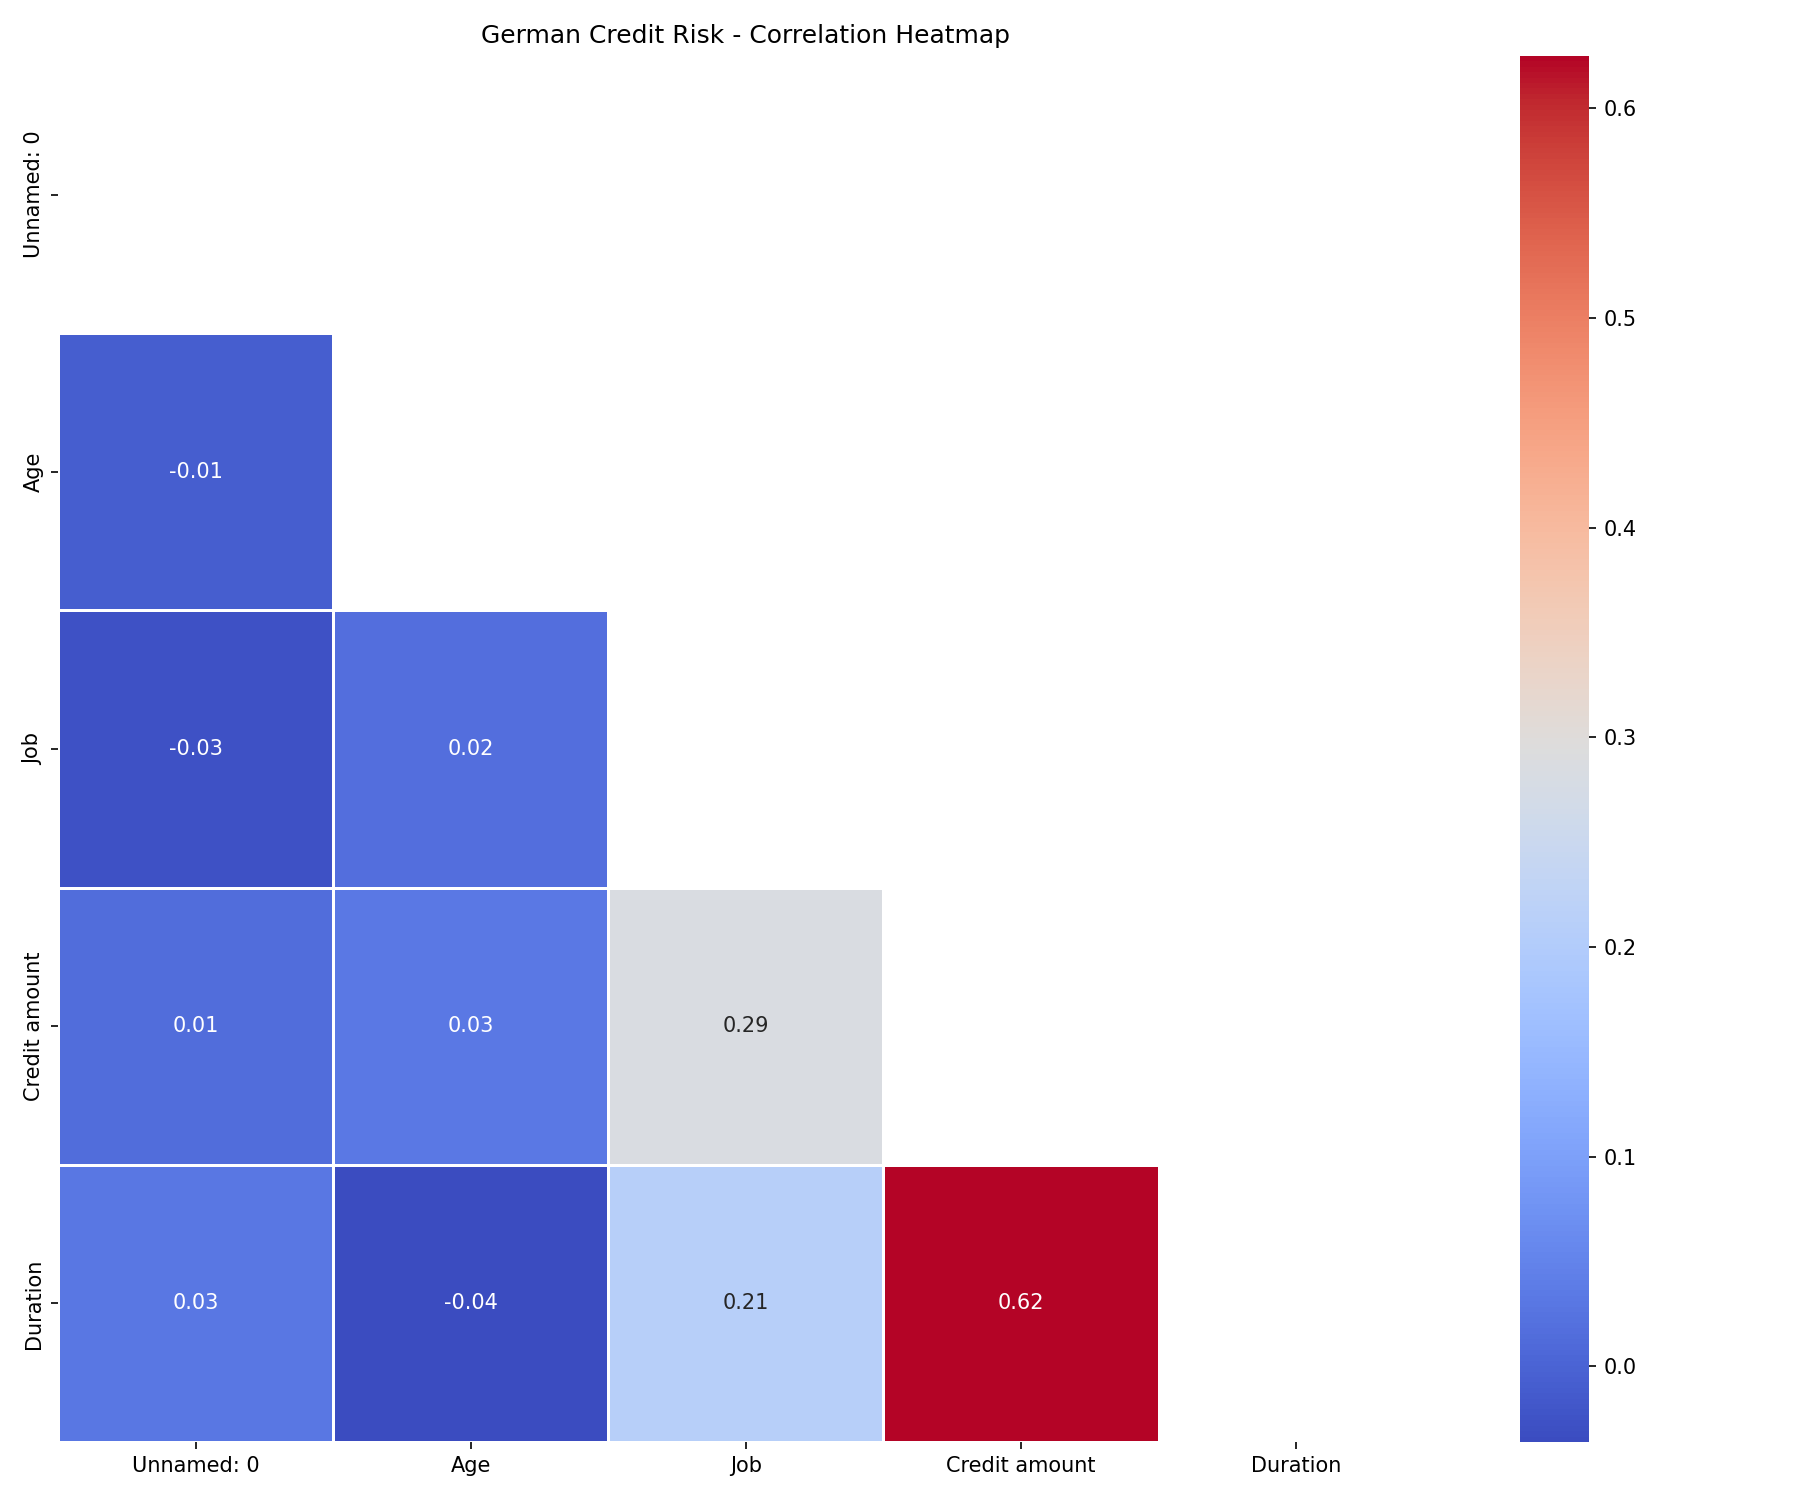 German Credit Risk - Correlation Heatmap
Unnamed: 0
Age
Job
Credit amount
Duration
-0.01
-0.03 0.02
0.01 0.03 0.29
0.03 -0.04 0.21 0.62
Unnamed: 0 Age Job Credit amount Duration
0.6
0.5
0.4
0.3
0.2
0.1
0.0